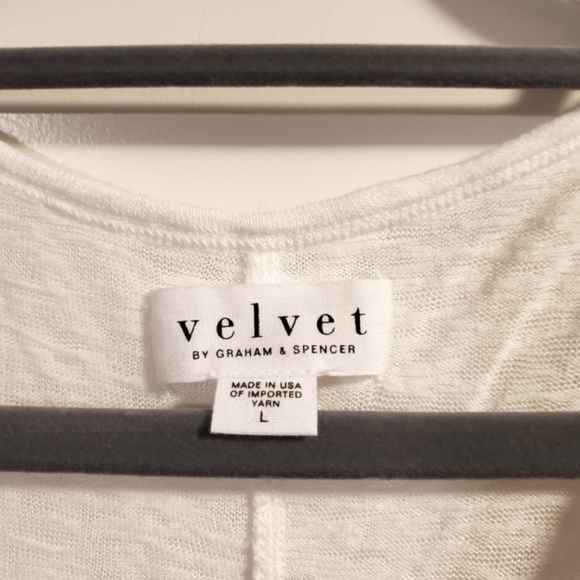 velvet
BY GRAHAM & SPENCER
MADE IN USA
OF IMPORTED
YARN
L